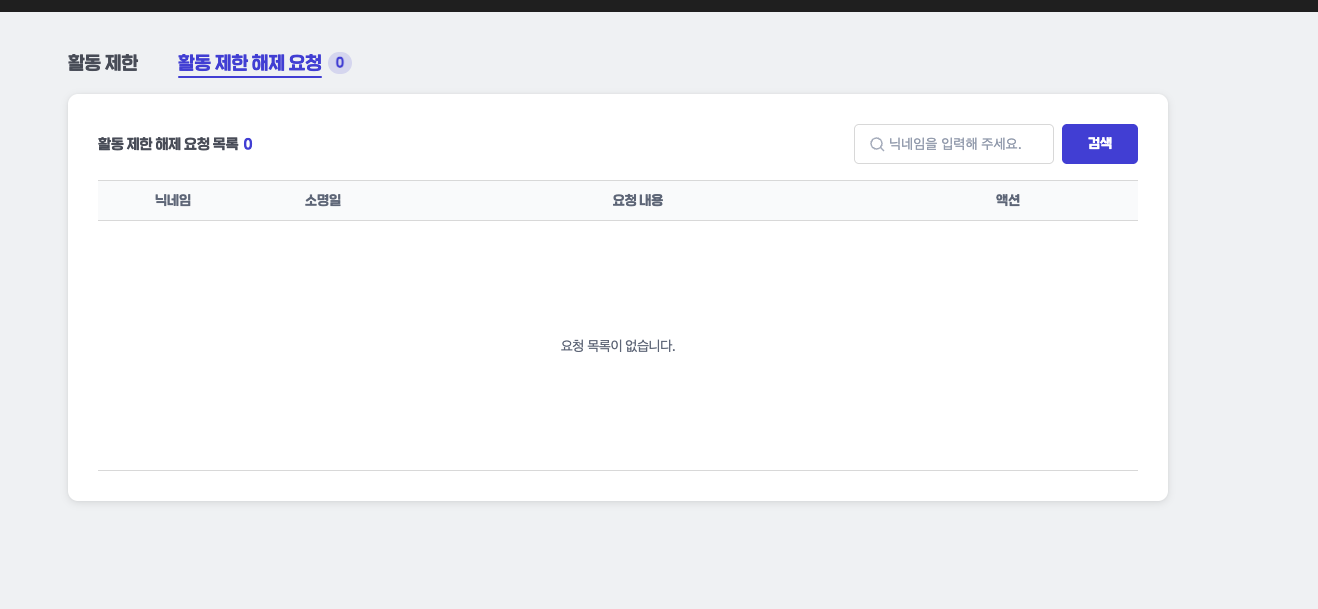 활동 제한 활동 제한 해제 요청 0
활동 제한 해제 요청 목록 0 닉네임을 입력해 주세요. 검색
닉네임 소명일 요청 내용 액션
요청 목록이 없습니다.